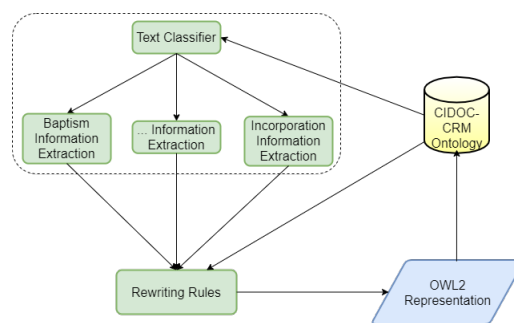 Text Classifier
Baptism
Information
Extraction
... Information
Extraction
Incorporation
Information
Extraction
CIDOC-
CRM
Ontology
Rewriting Rules
OWL2
Representation